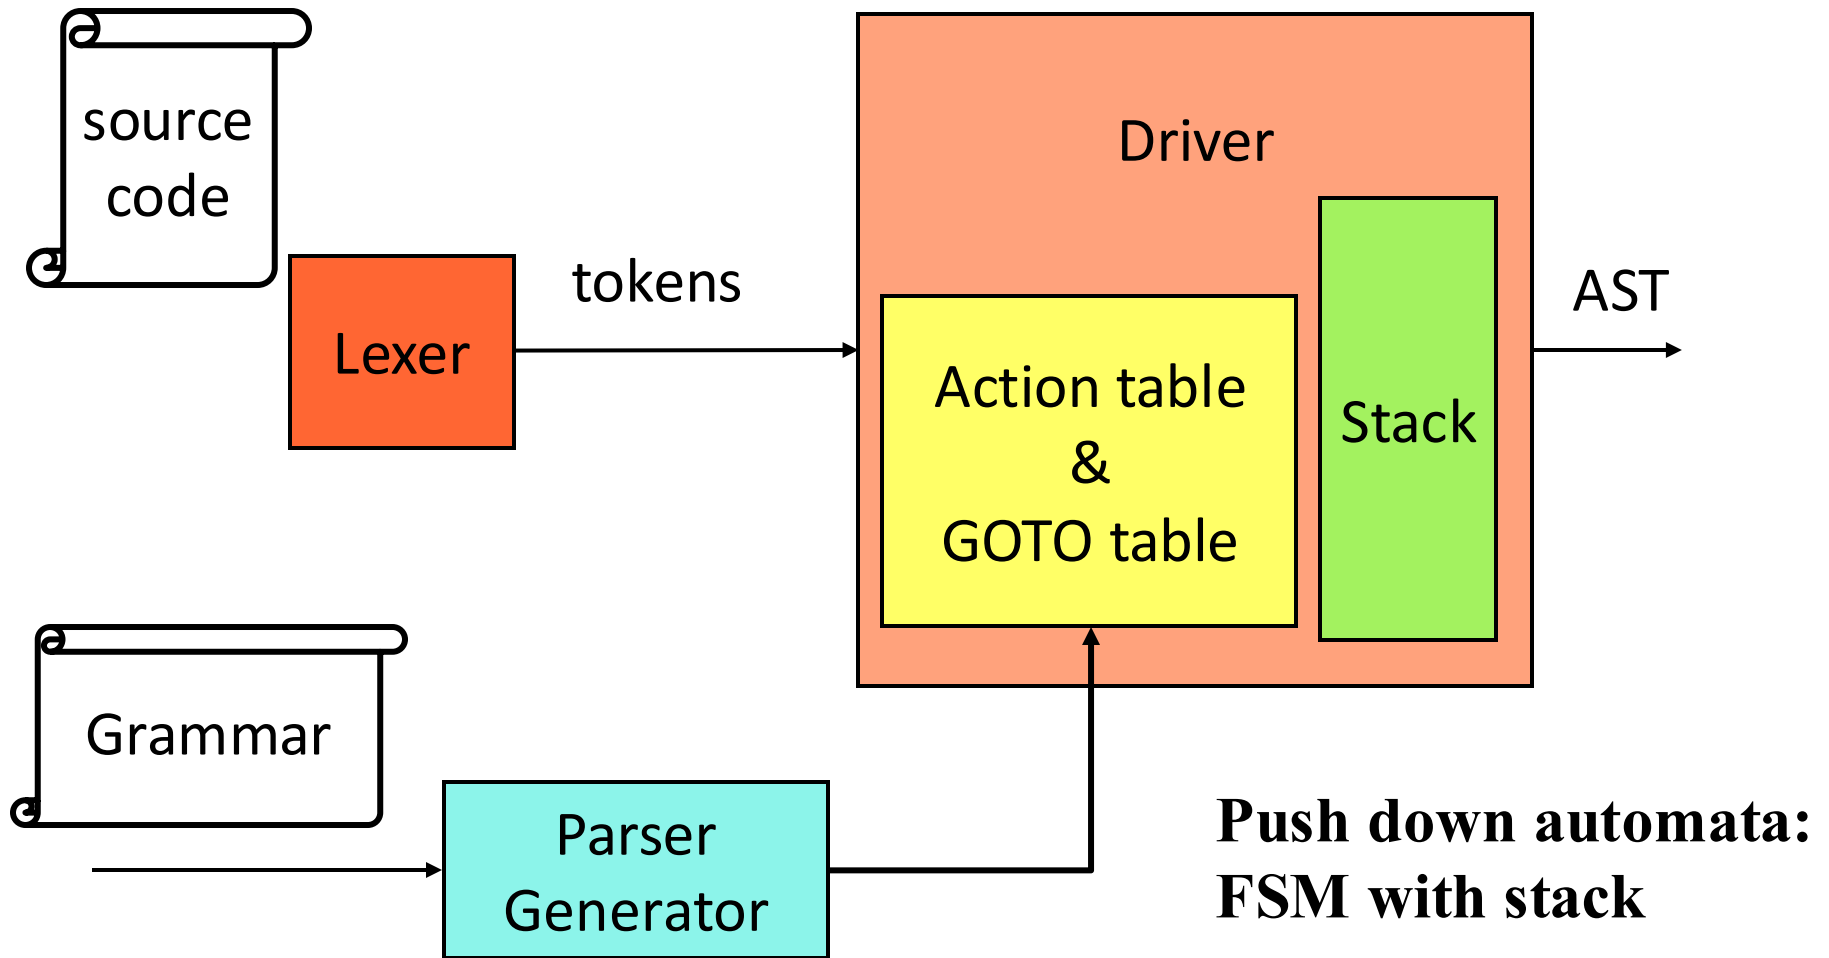 source
code
Lexer
tokens
Driver
Action table
&
GOTO table
Stack
AST
Grammar
Parser
Generator
Push down automata:
FSM with stack